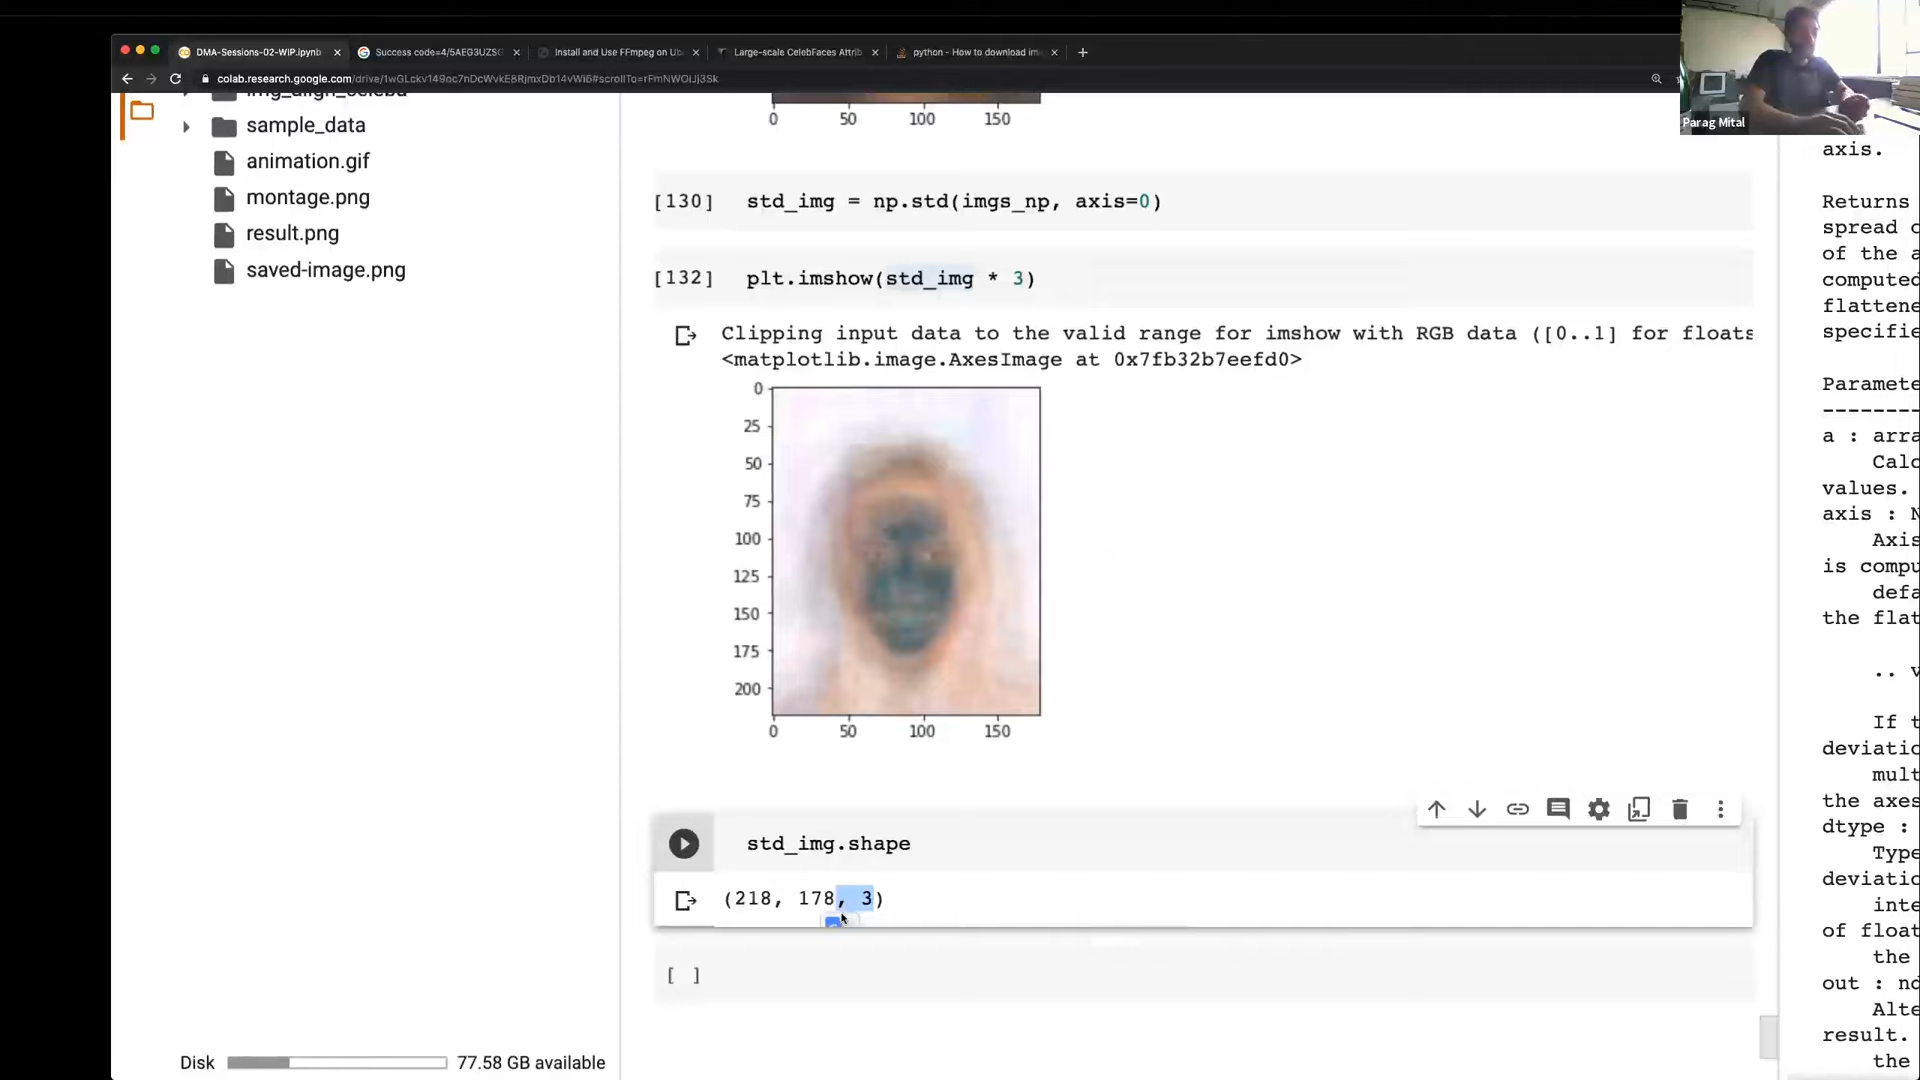 DMA-Sessions-02-WIP.ipynb
Success code=4/5AEG3UZS
Install and Use FFmpeg on Ub
Large-scale CelebFaces Attrib
python - How to download im
colab.research.google.com/drive/1wGLckv149oc7nDcWvkE8RjmxDb14vWi6#scrollTo=rFmNWOiJj3Sk
Parag Mital
sample_data
animation.gif
montage.png
result.png
saved-image.png
0 50 100 150
[130] std_img = np.std(imgs_np, axis=0)
[132] plt.imshow(std_img * 3)
Clipping input data to the valid range for imshow with RGB data ([0..1] for floats
<matplotlib.image.AxesImage at 0x7fb32b7eefd0>
0
25
50
75
100
125
150
175
200
0 50 100 150
std_img.shape
(218, 178, 3)
[ ]
Disk 77.58 GB available
axis.
Returns
spread
of the a
computed
flattene
specifie
Paramete
--------
a : arra
Calc
values.
axis : N
Axis
is compu
defa
the flat
.. v
If t
deviatio
mult
the axes
dtype :
Type
deviatio
inte
of float
the
out : nd
Alte
result.
the